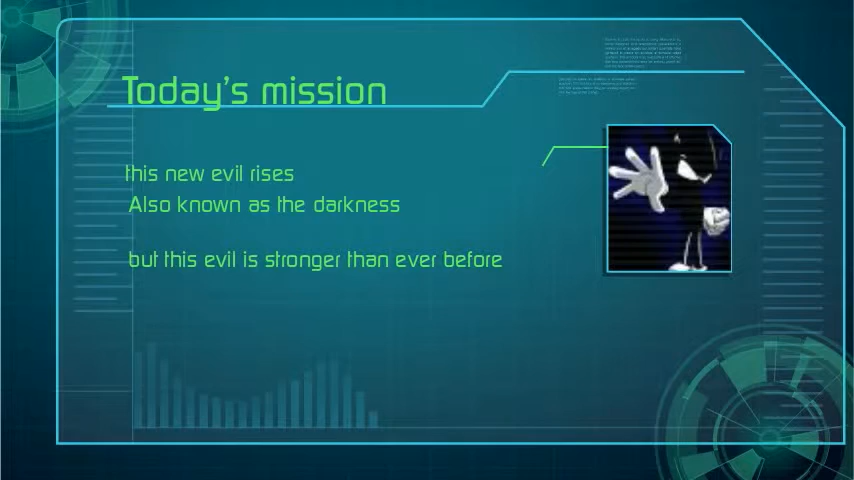 Today's mission
this new evil rises
Also known as the darkness
but this evil is stronger than ever before